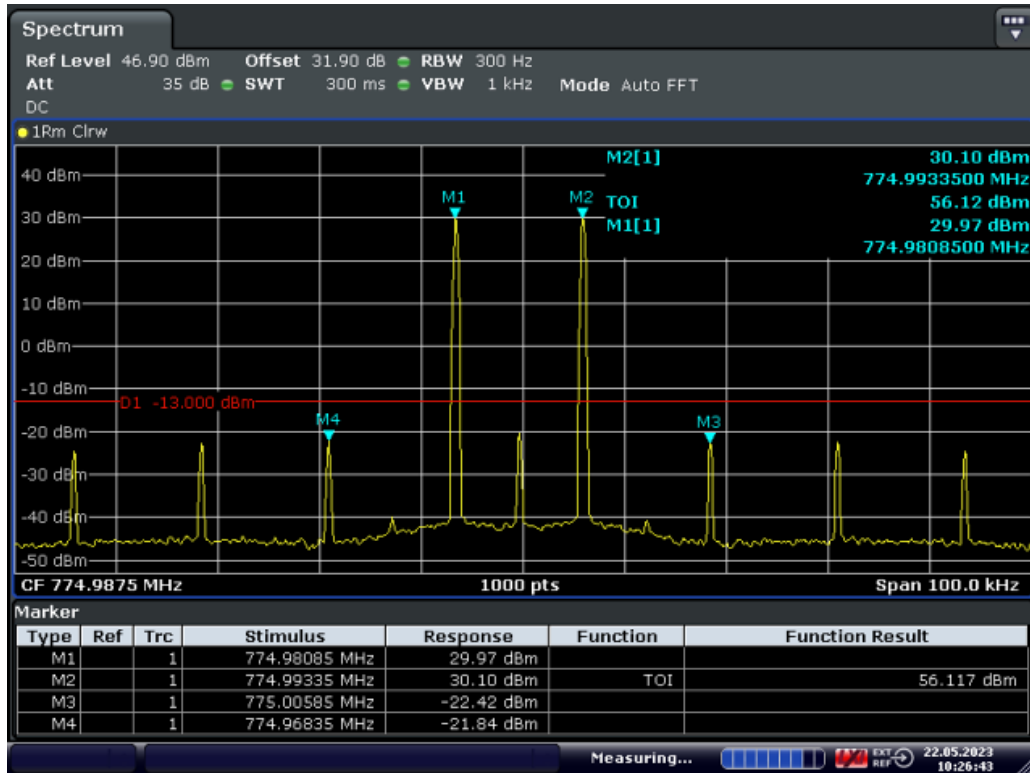 Spectrum
Ref Level 46.90 dBm Offset 31.90 dB RBW 300 Hz
Att 35 dB SWT 300 ms VBW 1 kHz Mode Auto FFT
DC
1Rm Clrw
M2[1] 30.10 dBm
774.9933500 MHz
TOI 56.12 dBm
M1[1] 29.97 dBm
774.9808500 MHz
40 dBm
M1 M2
30 dBm
20 dBm
10 dBm
0 dBm
-10 dBm
D1 -13.000 dBm
M4 M3
-20 dBm
-30 dBm
-40 dBm
-50 dBm
CF 774.9875 MHz 1000 pts Span 100.0 kHz
Marker
Type Ref Trc Stimulus Response Function Function Result
M1 1 774.98085 MHz 29.97 dBm
M2 1 774.99335 MHz 30.10 dBm TOI 56.117 dBm
M3 1 775.00585 MHz -22.42 dBm
M4 1 774.96835 MHz -21.84 dBm
Measuring... EXT REF 22.05.2023
10:26:43